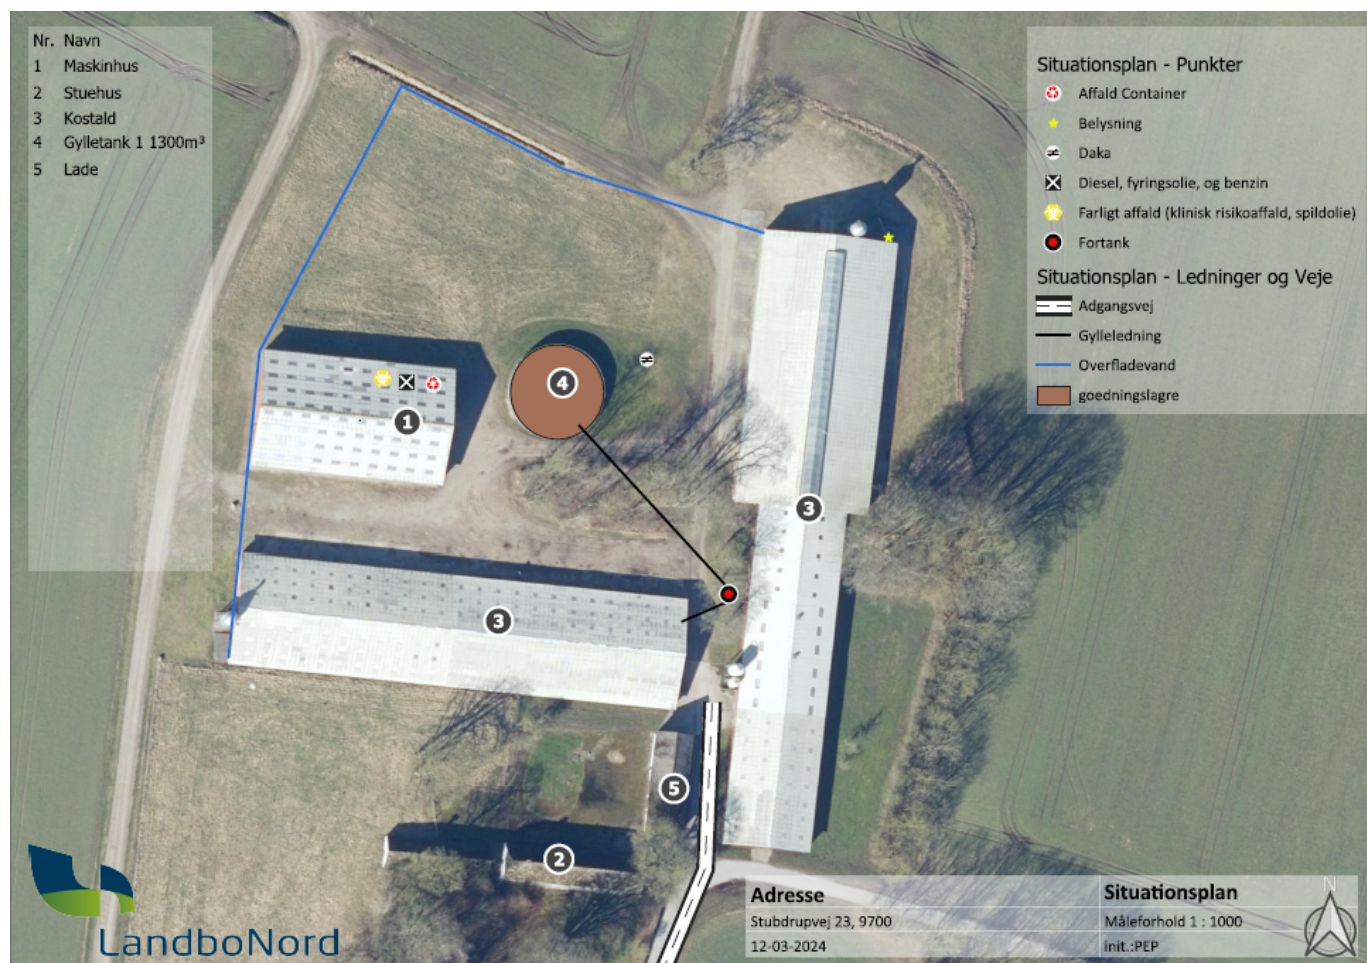 Nr. Navn
1 Maskinhus
2 Stuehus
3 Kostald
4 Gylletank 1 1300m³
5 Lade
Situationsplan - Punkter
Affald Container
Belysning
Daka
Diesel, fyringsolie, og benzin
Farligt affald (klinisk risikoaffald, spildolie)
Fortank
Situationsplan - Ledninger og Veje
Adgangsvej
Gylleledning
Overfladevand
goedningslagre
4
1
3
3
5
2
LandboNord
Adresse
Stubdrupvej 23, 9700
12-03-2024
Situationsplan
Måleforhold 1 : 1000
init.:PEP
N